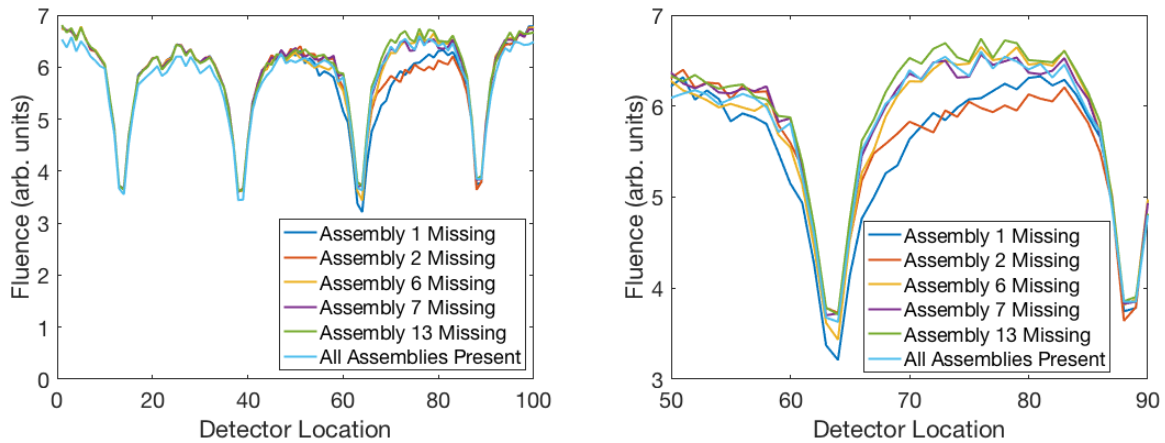 7
6
5
4
3
2
1
0
Fluence (arb. units)
0
20
40
60
80
100
Detector Location
Assembly 1 Missing
Assembly 2 Missing
Assembly 6 Missing
Assembly 7 Missing
Assembly 13 Missing
All Assemblies Present
7
6
5
4
3
Fluence (arb. units)
50
60
70
80
90
Detector Location
Assembly 1 Missing
Assembly 2 Missing
Assembly 6 Missing
Assembly 7 Missing
Assembly 13 Missing
All Assemblies Present